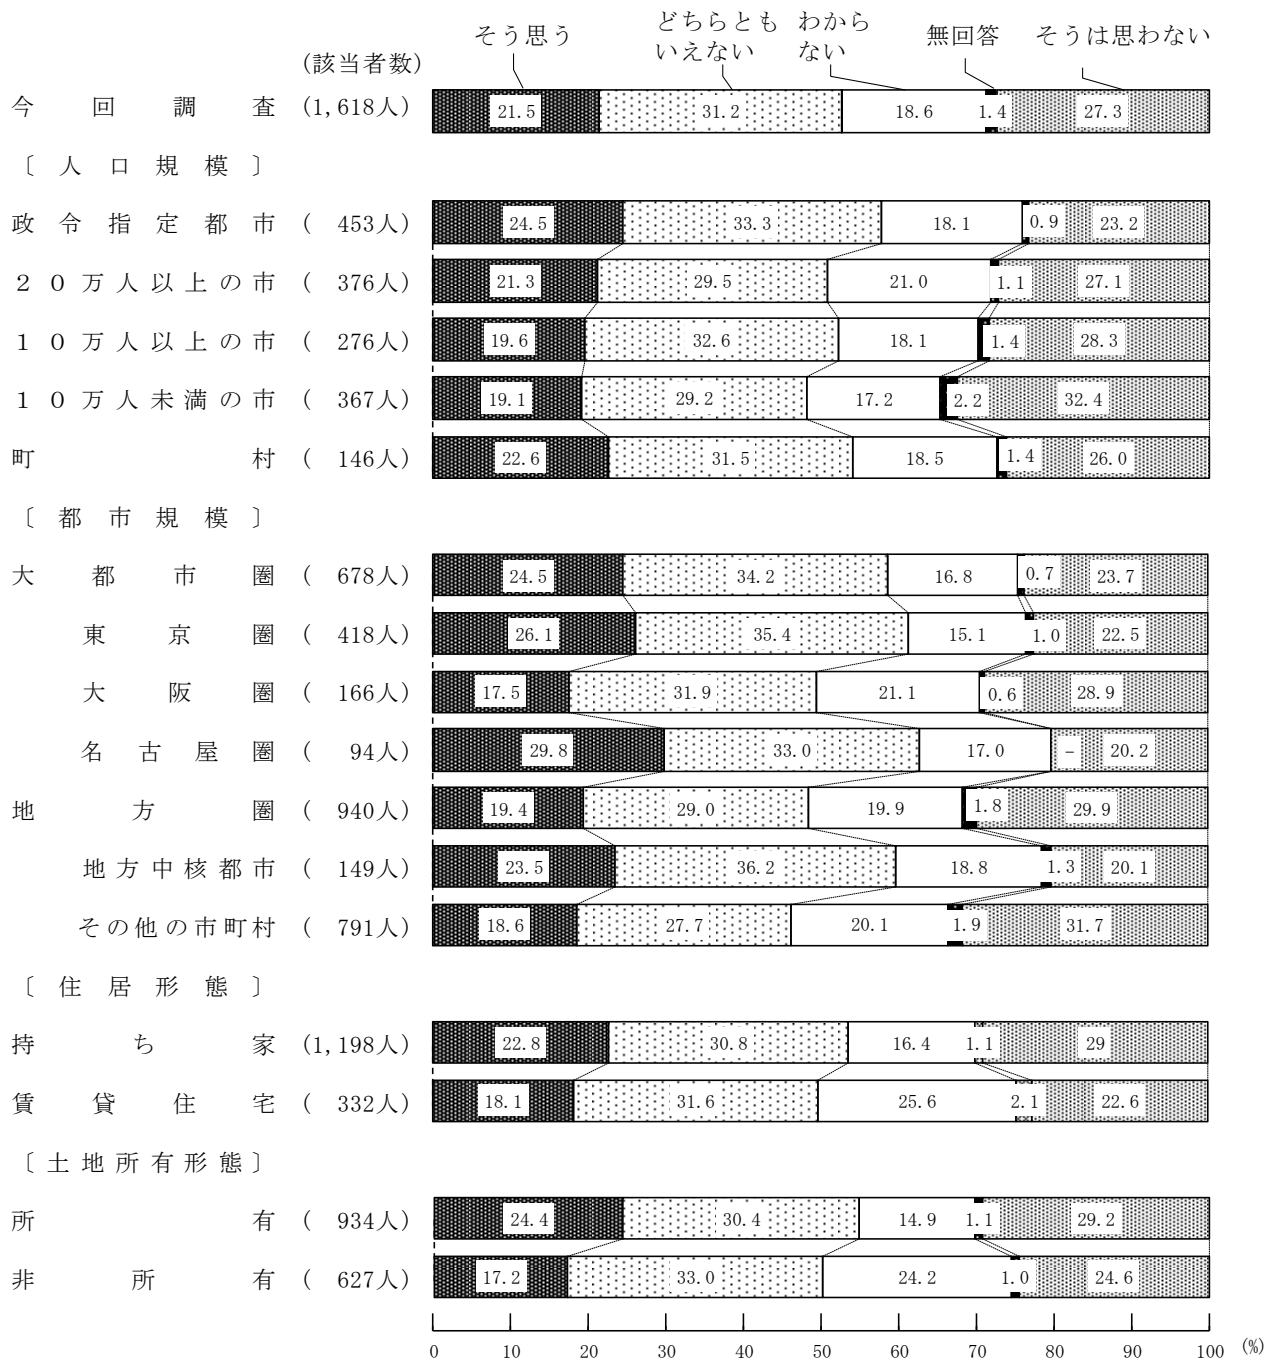 そう思う
どちらとも
いえない
わから
ない
無回答
そうは思わない
(該当者数)
今回調査 (1,618人) 21.5 31.2 18.6 1.4 27.3
〔人口規模〕
政令指定都市 ( 453人) 24.5 33.3 18.1 0.9 23.2
20万人以上の市 ( 376人) 21.3 29.5 21.0 1.1 27.1
10万人以上の市 ( 276人) 19.6 32.6 18.1 1.4 28.3
10万人未満の市 ( 367人) 19.1 29.2 17.2 2.2 32.4
町村 ( 146人) 22.6 31.5 18.5 1.4 26.0
〔都市規模〕
大都市圏 ( 678人) 24.5 34.2 16.8 0.7 23.7
東京圏 ( 418人) 26.1 35.4 15.1 1.0 22.5
大阪圏 ( 166人) 17.5 31.9 21.1 0.6 28.9
名古屋圏 ( 94人) 29.8 33.0 17.0 − 20.2
地方圏 ( 940人) 19.4 29.0 19.9 1.8 29.9
地方中核都市 ( 149人) 23.5 36.2 18.8 1.3 20.1
その他の市町村 ( 791人) 18.6 27.7 20.1 1.9 31.7
〔住居形態〕
持ち家 (1,198人) 22.8 30.8 16.4 1.1 29
賃貸住宅 ( 332人) 18.1 31.6 25.6 2.1 22.6
〔土地所有形態〕
所有 ( 934人) 24.4 30.4 14.9 1.1 29.2
非所有 ( 627人) 17.2 33.0 24.2 1.0 24.6
0 10 20 30 40 50 60 70 80 90 100 (%)